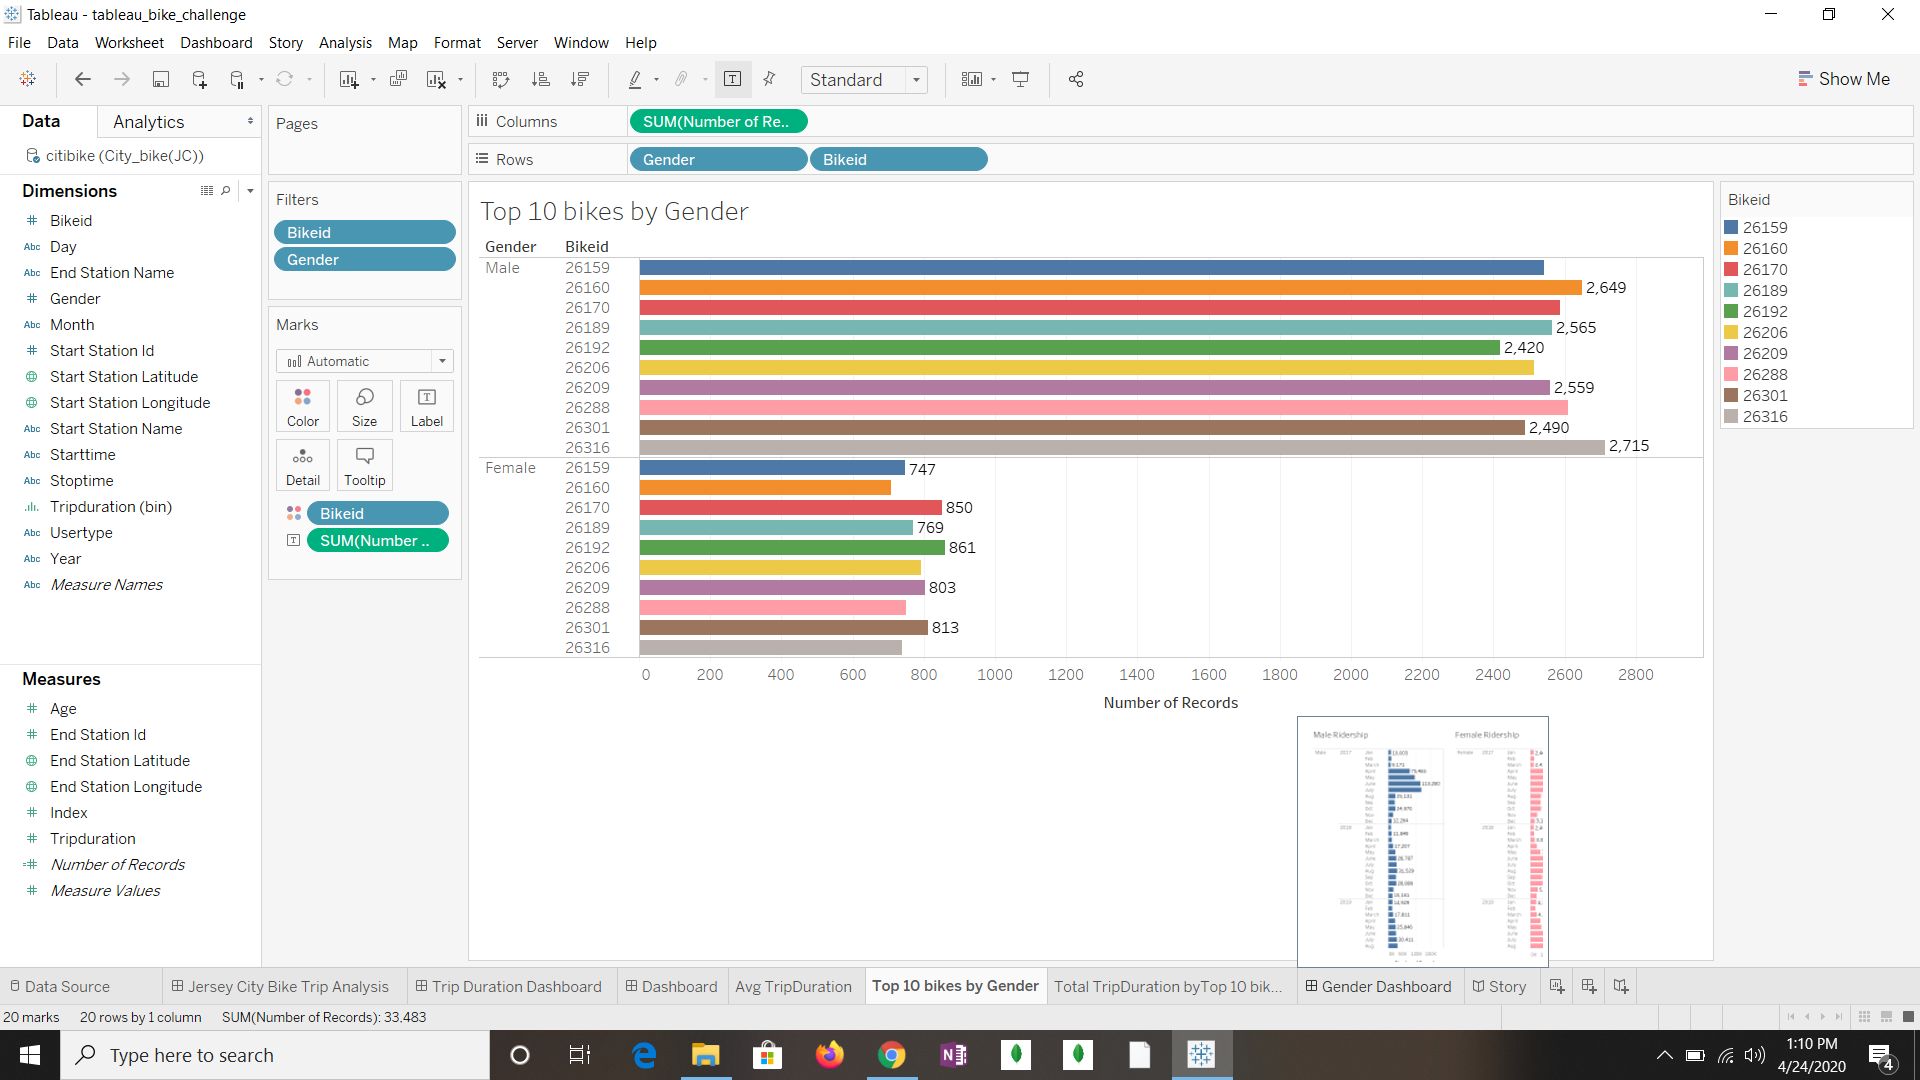 Tableau - tableau_bike_challenge
File Data Worksheet Dashboard Story Analysis Map Format Server Window Help
Standard
Show Me
Data Analytics
citibike (City_bike(JC))
Dimensions
Bikeid
Abc Day
Abc End Station Name
Gender
Abc Month
Start Station Id
Start Station Latitude
Start Station Longitude
Abc Start Station Name
Abc Starttime
Abc Stoptime
Tripduration (bin)
Abc Usertype
Abc Year
Abc Measure Names
Measures
Age
End Station Id
End Station Latitude
End Station Longitude
Index
Tripduration
Number of Records
Measure Values
Pages
Filters
Bikeid
Gender
Marks
Automatic
Color Size Label
Detail Tooltip
Bikeid
SUM(Number ..
Columns SUM(Number of Re..
Rows Gender Bikeid
Top 10 bikes by Gender
Gender Bikeid
Male 26159
26160 2,649
26170
26189 2,565
26192 2,420
26206
26209 2,559
26288
26301 2,490
26316 2,715
Female 26159 747
26160
26170 850
26189 769
26192 861
26206
26209 803
26288
26301 813
26316
0 200 400 600 800 1000 1200 1400 1600 1800 2000 2200 2400 2600 2800
Number of Records
Bikeid
26159
26160
26170
26189
26192
26206
26209
26288
26301
26316
Male Ridership Female Ridership
Data Source Jersey City Bike Trip Analysis Trip Duration Dashboard Dashboard Avg TripDuration Top 10 bikes by Gender Total TripDuration byTop 10 bik... Gender Dashboard Story
20 marks 20 rows by 1 column SUM(Number of Records): 33,483
Type here to search
1:10 PM
4/24/2020
4